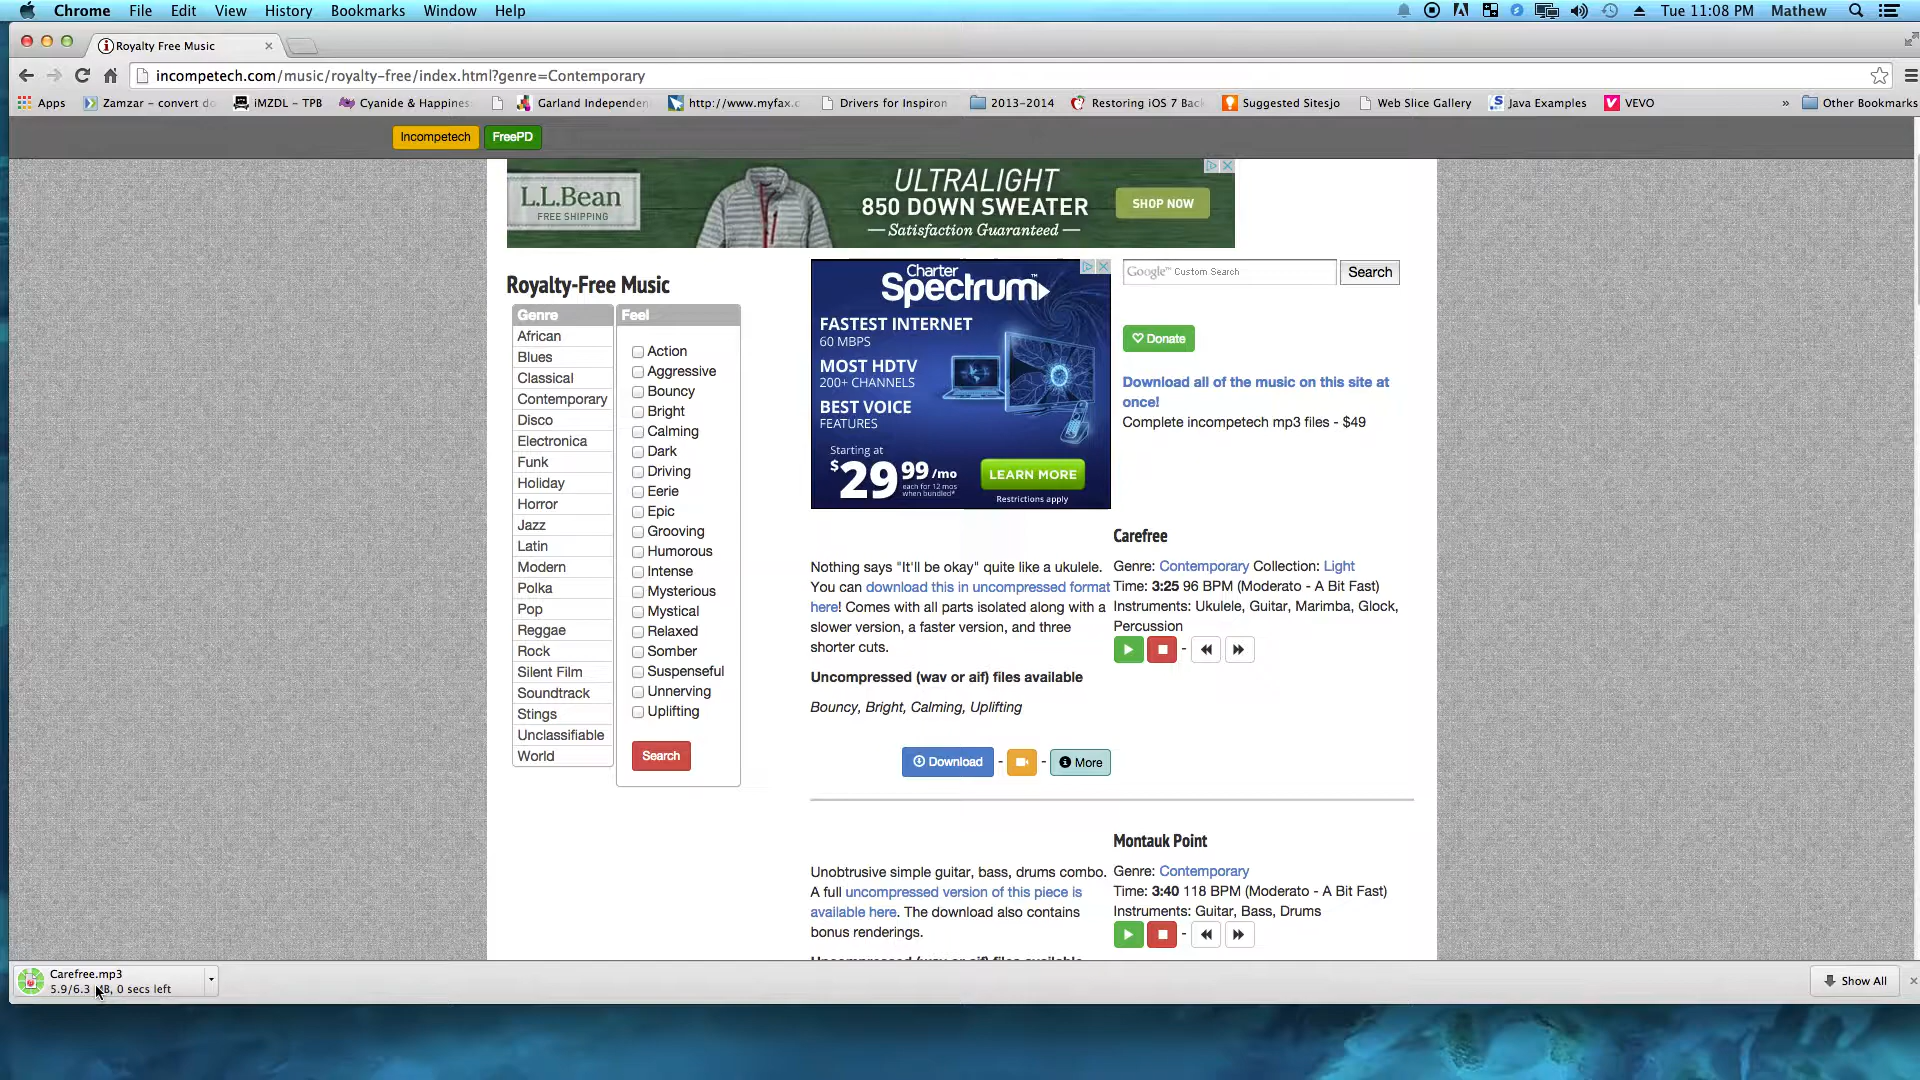 Chrome File Edit View History Bookmarks Window Help Tue 11:08 PM Mathew
Royalty Free Music
incompetech.com/music/royalty-free/index.html?genre=Contemporary
Apps Zamzar – convert do iMZDL – TPB Cyanide & Happines Garland Independen http://www.myfax.c Drivers for Inspiron 2013–2014 Restoring iOS 7 Back Suggested Sitesjo Web Slice Gallery Java Examples VEVO » Other Bookmarks
Incompetech FreePD
L.L.Bean
FREE SHIPPING
ULTRALIGHT
850 DOWN SWEATER
— Satisfaction Guaranteed —
SHOP NOW
Royalty-Free Music
Genre
African
Blues
Classical
Contemporary
Disco
Electronica
Funk
Holiday
Horror
Jazz
Latin
Modern
Polka
Pop
Reggae
Rock
Silent Film
Soundtrack
Stings
Unclassifiable
World
Feel
Action
Aggressive
Bouncy
Bright
Calming
Dark
Driving
Eerie
Epic
Grooving
Humorous
Intense
Mysterious
Mystical
Relaxed
Somber
Suspenseful
Unnerving
Uplifting
Search
Charter
Spectrum™
FASTEST INTERNET
60 MBPS
MOST HDTV
200+ CHANNELS
BEST VOICE
FEATURES
Starting at
$29.99/mo
each for 12 mos
when bundled*
LEARN MORE
Restrictions apply
Google™ Custom Search
Search
Donate
Download all of the music on this site at
once!
Complete incompetech mp3 files - $49
Nothing says "It'll be okay" quite like a ukulele.
You can download this in uncompressed format
here! Comes with all parts isolated along with a
slower version, a faster version, and three
shorter cuts.
Uncompressed (wav or aif) files available
Bouncy, Bright, Calming, Uplifting
Download - - More
Carefree
Genre: Contemporary Collection: Light
Time: 3:25 96 BPM (Moderato - A Bit Fast)
Instruments: Ukulele, Guitar, Marimba, Glock,
Percussion
-
Unobtrusive simple guitar, bass, drums combo.
A full uncompressed version of this piece is
available here. The download also contains
bonus renderings.
Uncompressed (wav or aif) files available
Montauk Point
Genre: Contemporary
Time: 3:40 118 BPM (Moderato - A Bit Fast)
Instruments: Guitar, Bass, Drums
-
Carefree.mp3
5.9/6.3 MB, 0 secs left
Show All